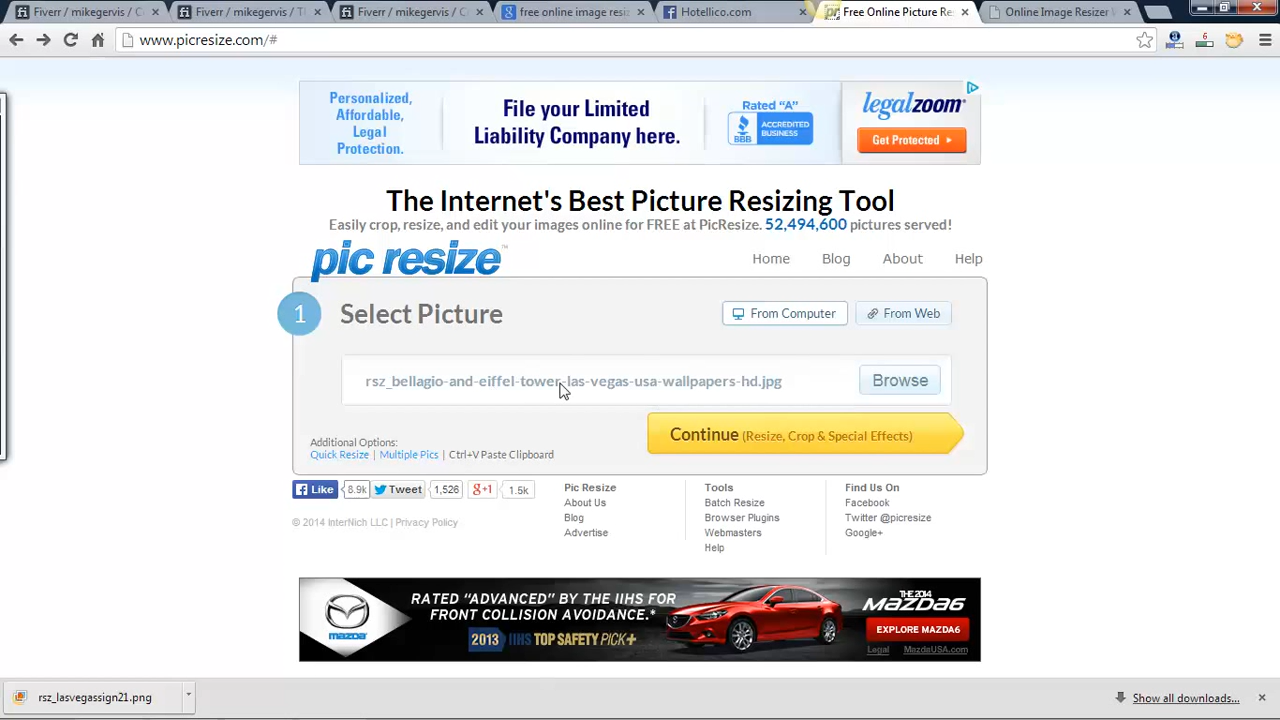 Fiverr / mikegervis / C
Fiverr / mikegervis / T
Fiverr / mikegervis / C
free online image resi
Hotellico.com
Free Online Picture Re
Online Image Resizer
www.picresize.com/#
6
Personalized,
Affordable,
Legal
Protection.
File your Limited
Liability Company here.
Rated "A"
BBB
ACCREDITED
BUSINESS
legalzoom
Get Protected
The Internet's Best Picture Resizing Tool
Easily crop, resize, and edit your images online for FREE at PicResize. 52,494,600 pictures served!
pic resize™
Home Blog About Help
1 Select Picture
From Computer
From Web
rsz_bellagio-and-eiffel-tower-las-vegas-usa-wallpapers-hd.jpg
Browse
Continue (Resize, Crop & Special Effects)
Additional Options:
Quick Resize | Multiple Pics | Ctrl+V Paste Clipboard
Like 8.9k Tweet 1,526 g+1 1.5k
© 2014 InterNich LLC | Privacy Policy
Pic Resize
About Us
Blog
Advertise
Tools
Batch Resize
Browser Plugins
Webmasters
Help
Find Us On
Facebook
Twitter @picresize
Google+
mazDa
RATED "ADVANCED" BY THE IIHS FOR
FRONT COLLISION AVOIDANCE.*
2013 IIHS TOP SAFETY PICK+
THE 2014
MAZDA6
EXPLORE MAZDA6
Legal MazdaUSA.com
rsz_lasvegassign21.png
Show all downloads...